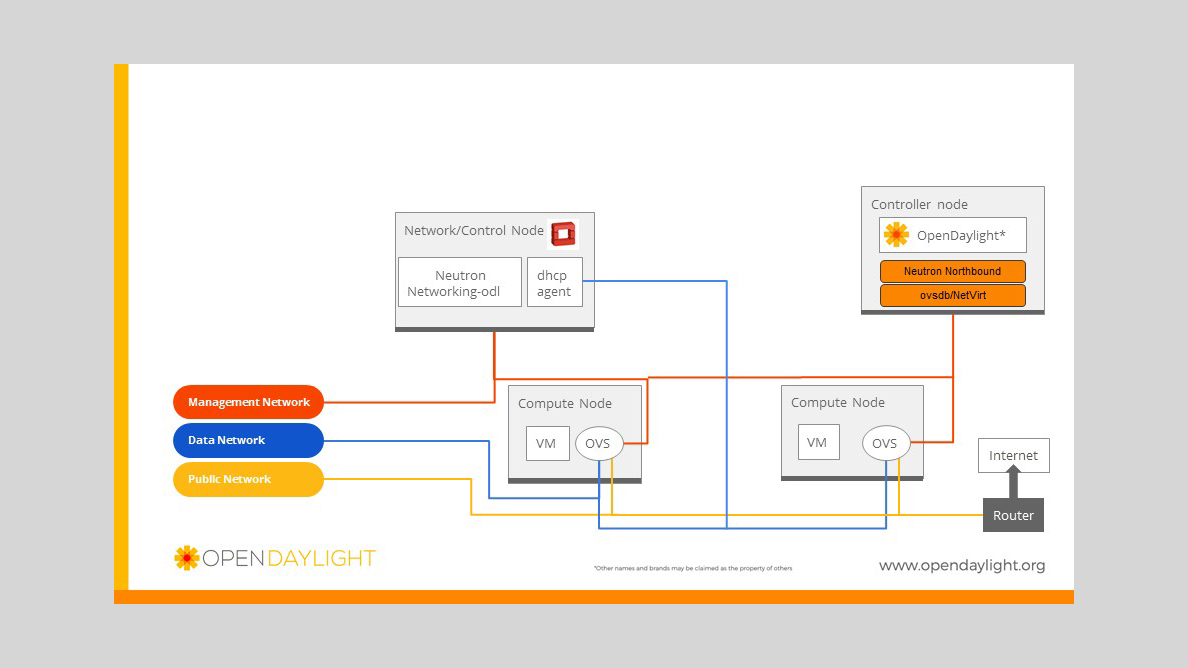 Controller node
OpenDaylight*
Neutron Northbound
ovsdb/NetVirt
Network/Control Node
Neutron
Networking-odl
dhcp
agent
Management Network
Data Network
Public Network
Compute Node
VM
OVS
Compute Node
VM
OVS
Internet
Router
OPENDAYLIGHT
*Other names and brands may be claimed as the property of others
www.opendaylight.org